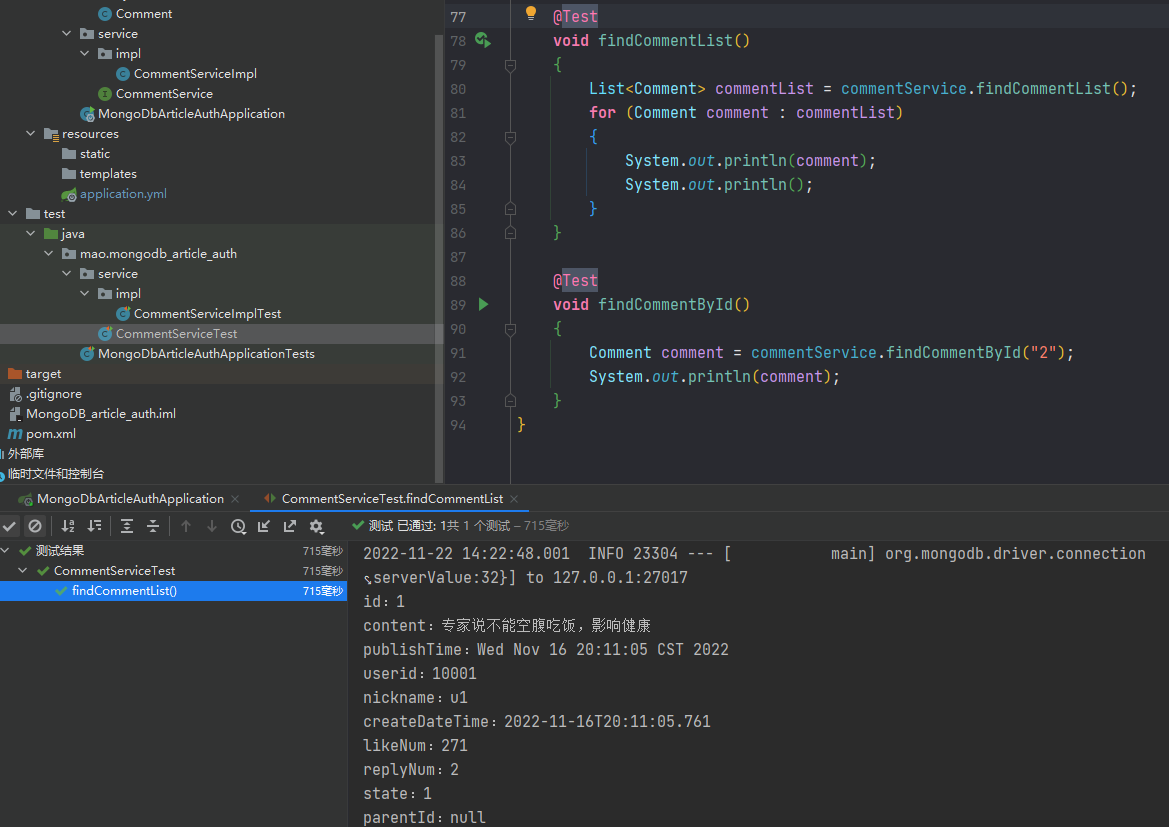 Comment
service
impl
CommentServiceImpl
CommentService
MongoDbArticleAuthApplication
resources
static
templates
application.yml
test
java
mao.mongodb_article_auth
service
impl
CommentServiceImplTest
CommentServiceTest
MongoDbArticleAuthApplicationTests
target
.gitignore
MongoDB_article_auth.iml
pom.xml
外部库
临时文件和控制台
77 @Test
78 void findCommentList()
79 {
80 List<Comment> commentList = commentService.findCommentList();
81 for (Comment comment : commentList)
82 {
83 System.out.println(comment);
84 System.out.println();
85 }
86 }
87
88 @Test
89 void findCommentById()
90 {
91 Comment comment = commentService.findCommentById("2");
92 System.out.println(comment);
93 }
94 }
MongoDbArticleAuthApplication CommentServiceTest.findCommentList
测试 已通过: 1共 1 个测试 – 715毫秒
测试结果 715毫秒
CommentServiceTest 715毫秒
findCommentList() 715毫秒
2022-11-22 14:22:48.001 INFO 23304 --- [ main] org.mongodb.driver.connection
serverValue:32}] to 127.0.0.1:27017
id：1
content：专家说不能空腹吃饭，影响健康
publishTime：Wed Nov 16 20:11:05 CST 2022
userid：10001
nickname：u1
createDateTime：2022-11-16T20:11:05.761
likeNum：271
replyNum：2
state：1
parentId：null